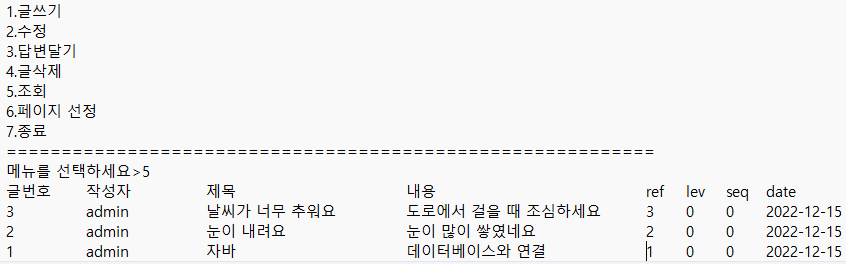 1.글쓰기
2.수정
3.답변달기
4.글삭제
5.조회
6.페이지 선정
7.종료
===========================================================
메뉴를 선택하세요>5
글번호 작성자 제목 내용 ref lev seq date
3 admin 날씨가 너무 추워요 도로에서 걸을 때 조심하세요 3 0 0 2022-12-15
2 admin 눈이 내려요 눈이 많이 쌓였네요 2 0 0 2022-12-15
1 admin 자바 데이터베이스와 연결 1 0 0 2022-12-15